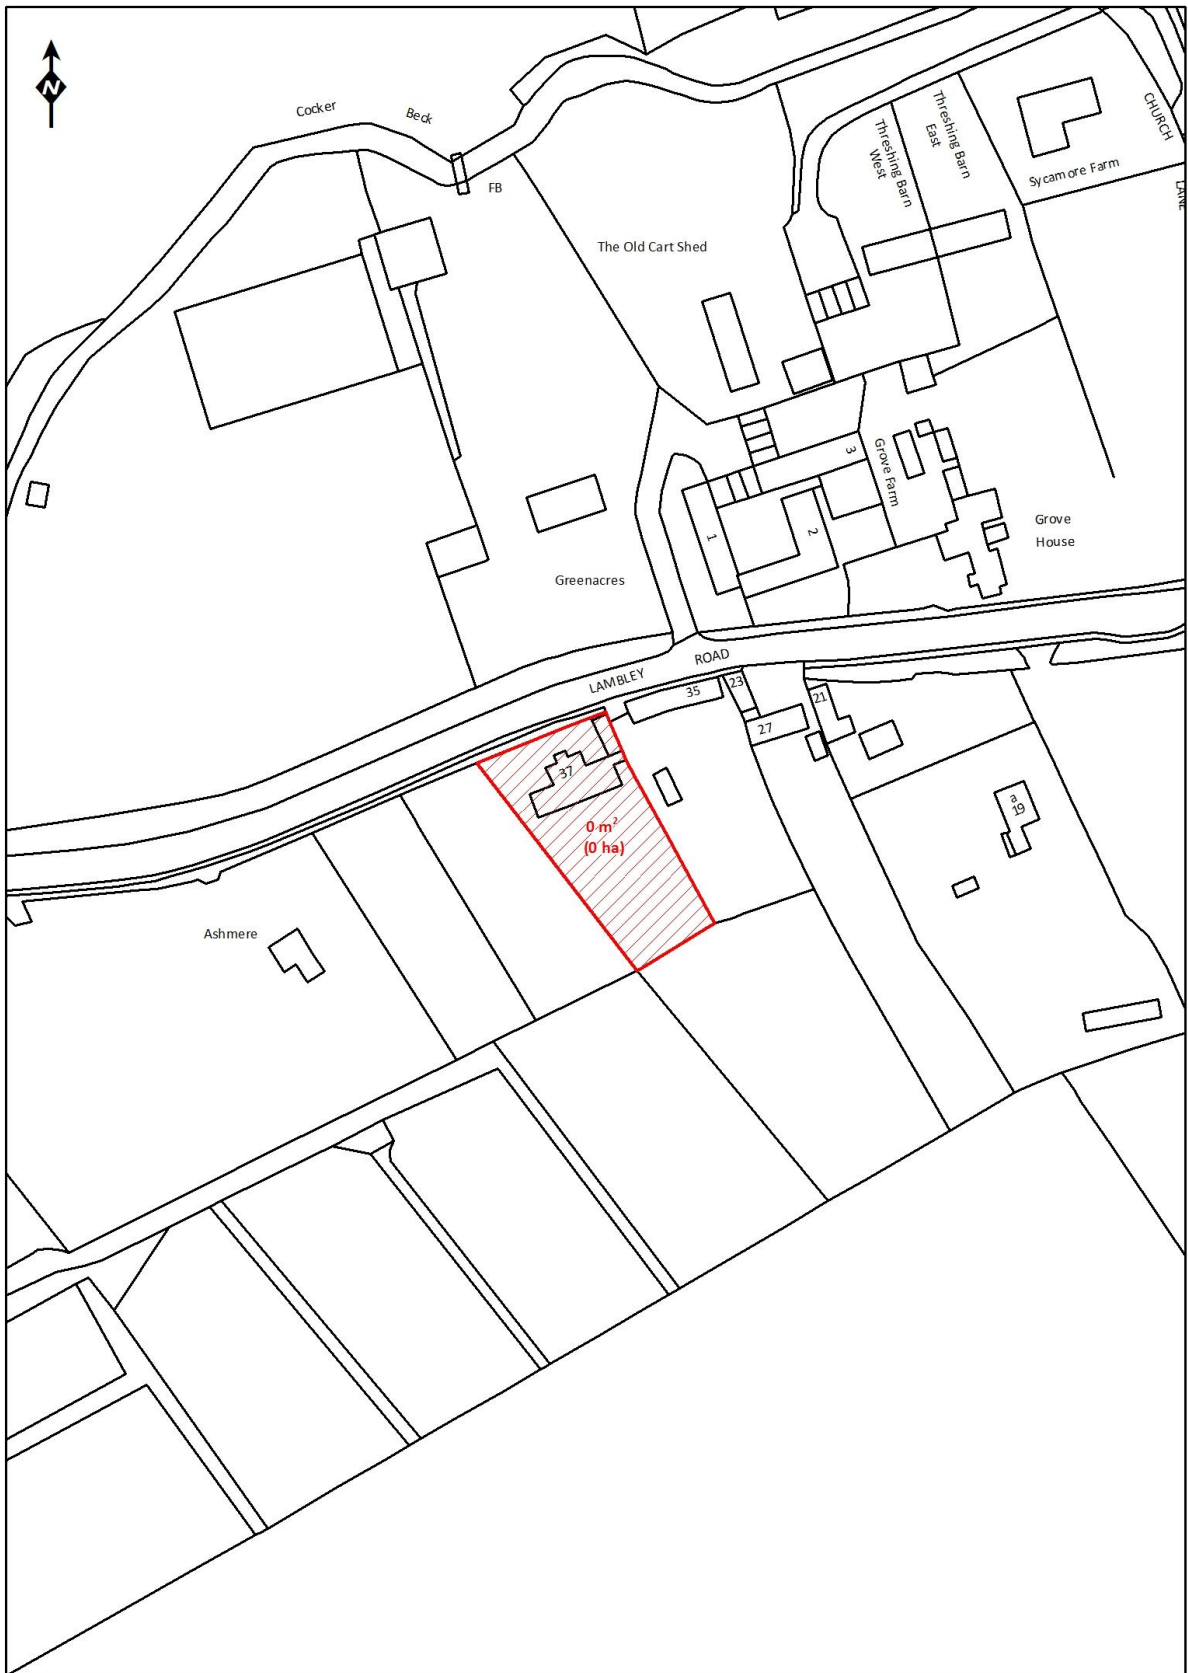 N
Cocker
Beck
FB
The Old Cart Shed
Threshing Barn
West
Threshing Barn
East
CHURCH
LANE
Sycamore Farm
3
Grove Farm
1
2
Grove
House
Greenacres
LAMBLEY
ROAD
35
23
27
21
37
0 m²
(0 ha)
a
19
Ashmere